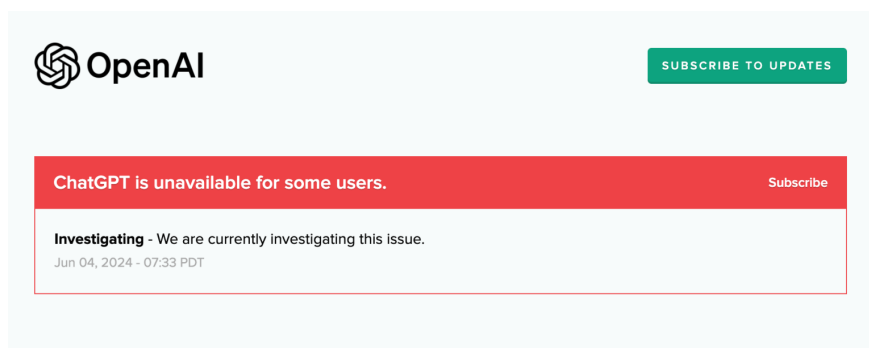 OpenAI
SUBSCRIBE TO UPDATES
ChatGPT is unavailable for some users.
Subscribe
Investigating - We are currently investigating this issue.
Jun 04, 2024 - 07:33 PDT